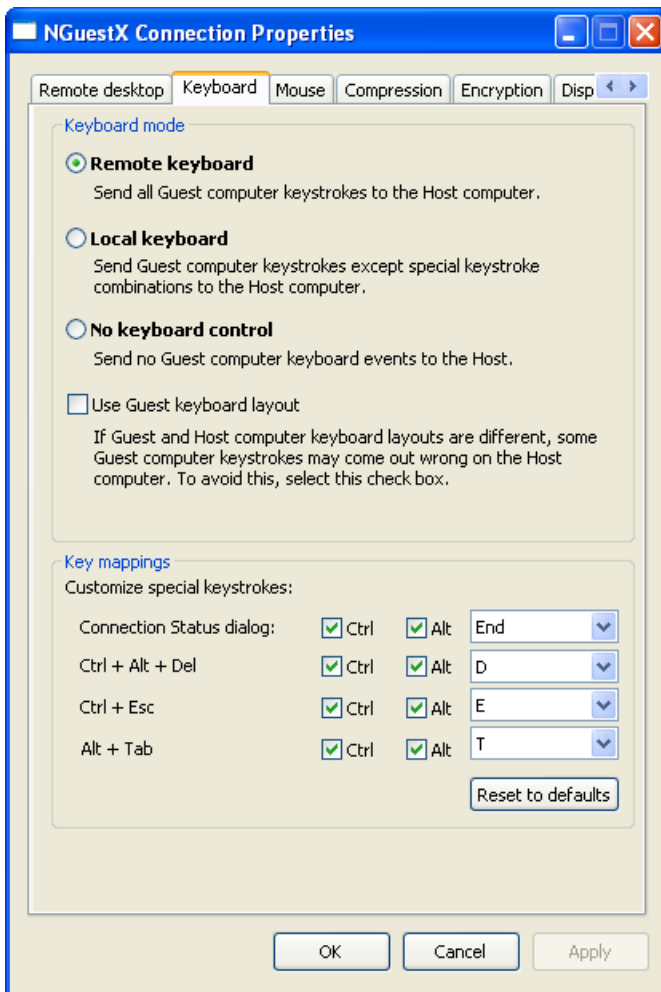 NGuestX Connection Properties
Remote desktop Keyboard Mouse Compression Encryption Disp
Keyboard mode
Remote keyboard
Send all Guest computer keystrokes to the Host computer.
Local keyboard
Send Guest computer keystrokes except special keystroke
combinations to the Host computer.
No keyboard control
Send no Guest computer keyboard events to the Host.
Use Guest keyboard layout
If Guest and Host computer keyboard layouts are different, some
Guest computer keystrokes may come out wrong on the Host
computer. To avoid this, select this check box.
Key mappings
Customize special keystrokes:
Connection Status dialog: Ctrl Alt End
Ctrl + Alt + Del Ctrl Alt D
Ctrl + Esc Ctrl Alt E
Alt + Tab Ctrl Alt T
Reset to defaults
OK Cancel Apply